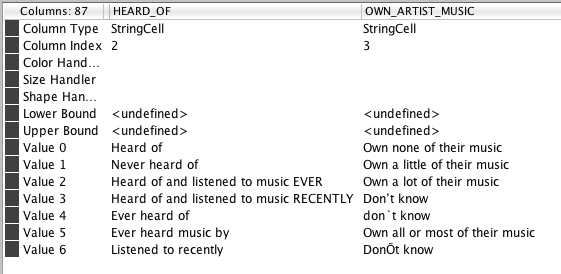 Columns: 87 HEARD_OF OWN_ARTIST_MUSIC
Column Type StringCell StringCell
Column Index 2 3
Color Hand...
Size Handler
Shape Han...
Lower Bound <undefined> <undefined>
Upper Bound <undefined> <undefined>
Value 0 Heard of Own none of their music
Value 1 Never heard of Own a little of their music
Value 2 Heard of and listened to music EVER Own a lot of their music
Value 3 Heard of and listened to music RECENTLY Don't know
Value 4 Ever heard of don`t know
Value 5 Ever heard music by Own all or most of their music
Value 6 Listened to recently DonÕt know